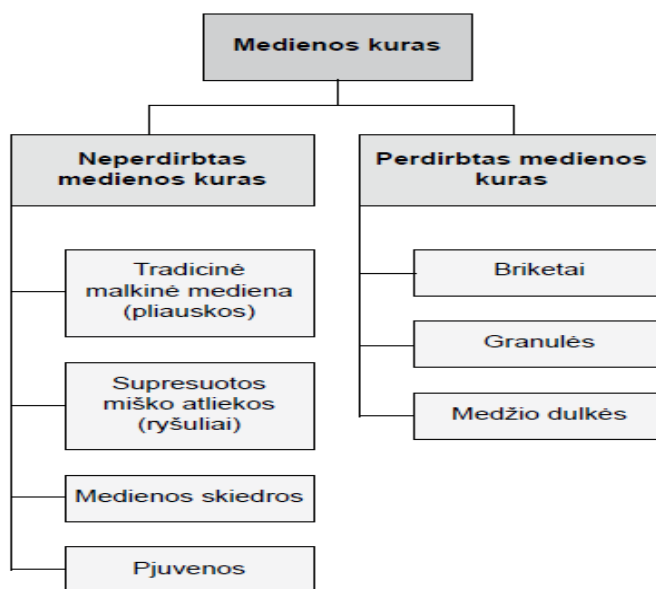 Medienos kuras
Neperdirbtas
medienos kuras
Tradicinė
malkinė mediena
(pliauskos)
Supresuotos
miško atliekos
(ryšuliai)
Medienos skiedros
Pjuvenos
Perdirbtas medienos
kuras
Briketai
Granulės
Medžio dulkės